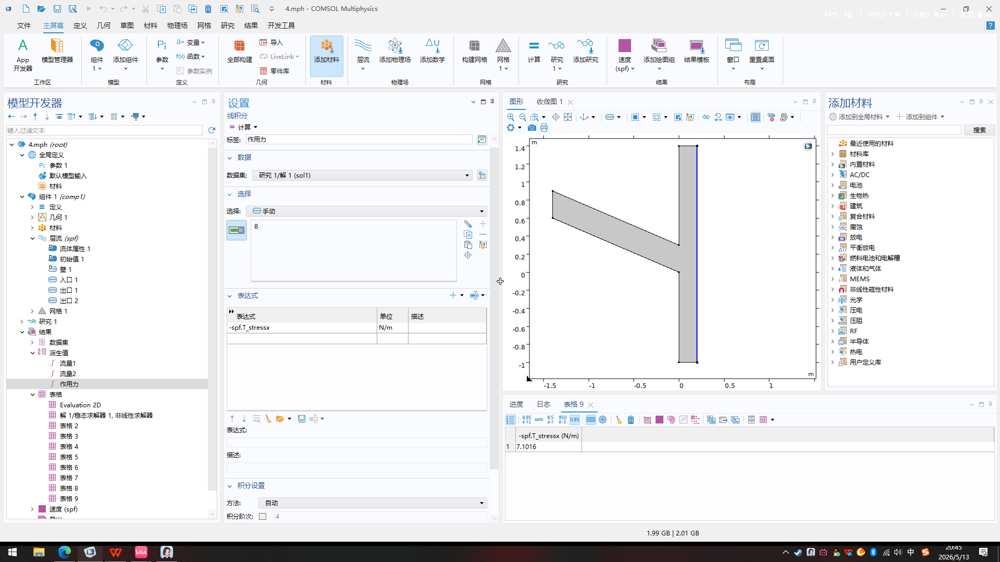 4.mph - COMSOL Multiphysics
FPS 10 GPU 1% CPU 8% 0 ms
文件 主屏幕 定义 几何 草图 材料 物理场 网格 研究 结果 开发工具
App 开发器
模型管理器
工作区
组件 1
添加组件
模型
Pi 参数
a= 变量
f(x) 函数
Pi 参数实例
定义
全部构建
导入
LiveLink
零件库
几何
添加材料
材料
层流
添加物理场
ΔU 添加数学
物理场
构建网格
网格 1
网格
计算
研究 1
添加研究
研究
速度 (spf)
添加绘图组
结果模板
结果
窗口
重置桌面
布局
模型开发器
键入过滤文本
4.mph (root)
全局定义
Pi 参数 1
默认模型输入
材料
组件 1 (comp1)
定义
几何 1
材料
层流 (spf)
流体属性 1
初始值 1
壁 1
入口 1
出口 1
出口 2
网格 1
研究 1
结果
数据集
8.85 e-12 派生值
流量1
流量2
作用力
表格
Evaluation 2D
解 1/稳态求解器 1, 非线性求解器
表格 2
表格 3
表格 4
表格 5
表格 6
表格 7
表格 8
表格 9
速度 (spf)
设置
线积分
= 计算
标签: 作用力
数据
数据集: 研究 1/解 1 (sol1)
选择
选择: 手动
8
表达式
表达式 单位 描述
-spf.T_stressx N/m
表达式:
描述:
积分设置
方法: 自动
积分阶次: 4
图形 收敛图 1
m
1.4
1.2
1
0.8
0.6
0.4
0.2
0
-0.2
-0.4
-0.6
-0.8
-1
m
-1.5 -1 -0.5 0 0.5 1
进度 日志 表格 9
8.85 e-12 AUTO 8.5 e-1 850 e-3 0.85
-spf.T_stressx (N/m)
1 7.1016
添加材料
添加到全局材料 添加到组件
搜索
最近使用的材料
材料库
内置材料
AC/DC
电池
生物热
建筑
复合材料
腐蚀
放电
平衡放电
燃料电池和电解槽
液体和气体
MEMS
非线性磁性材料
光学
压电
压阻
RF
半导体
热电
用户定义库
1.99 GB | 2.01 GB
中
20:45
2026/5/13